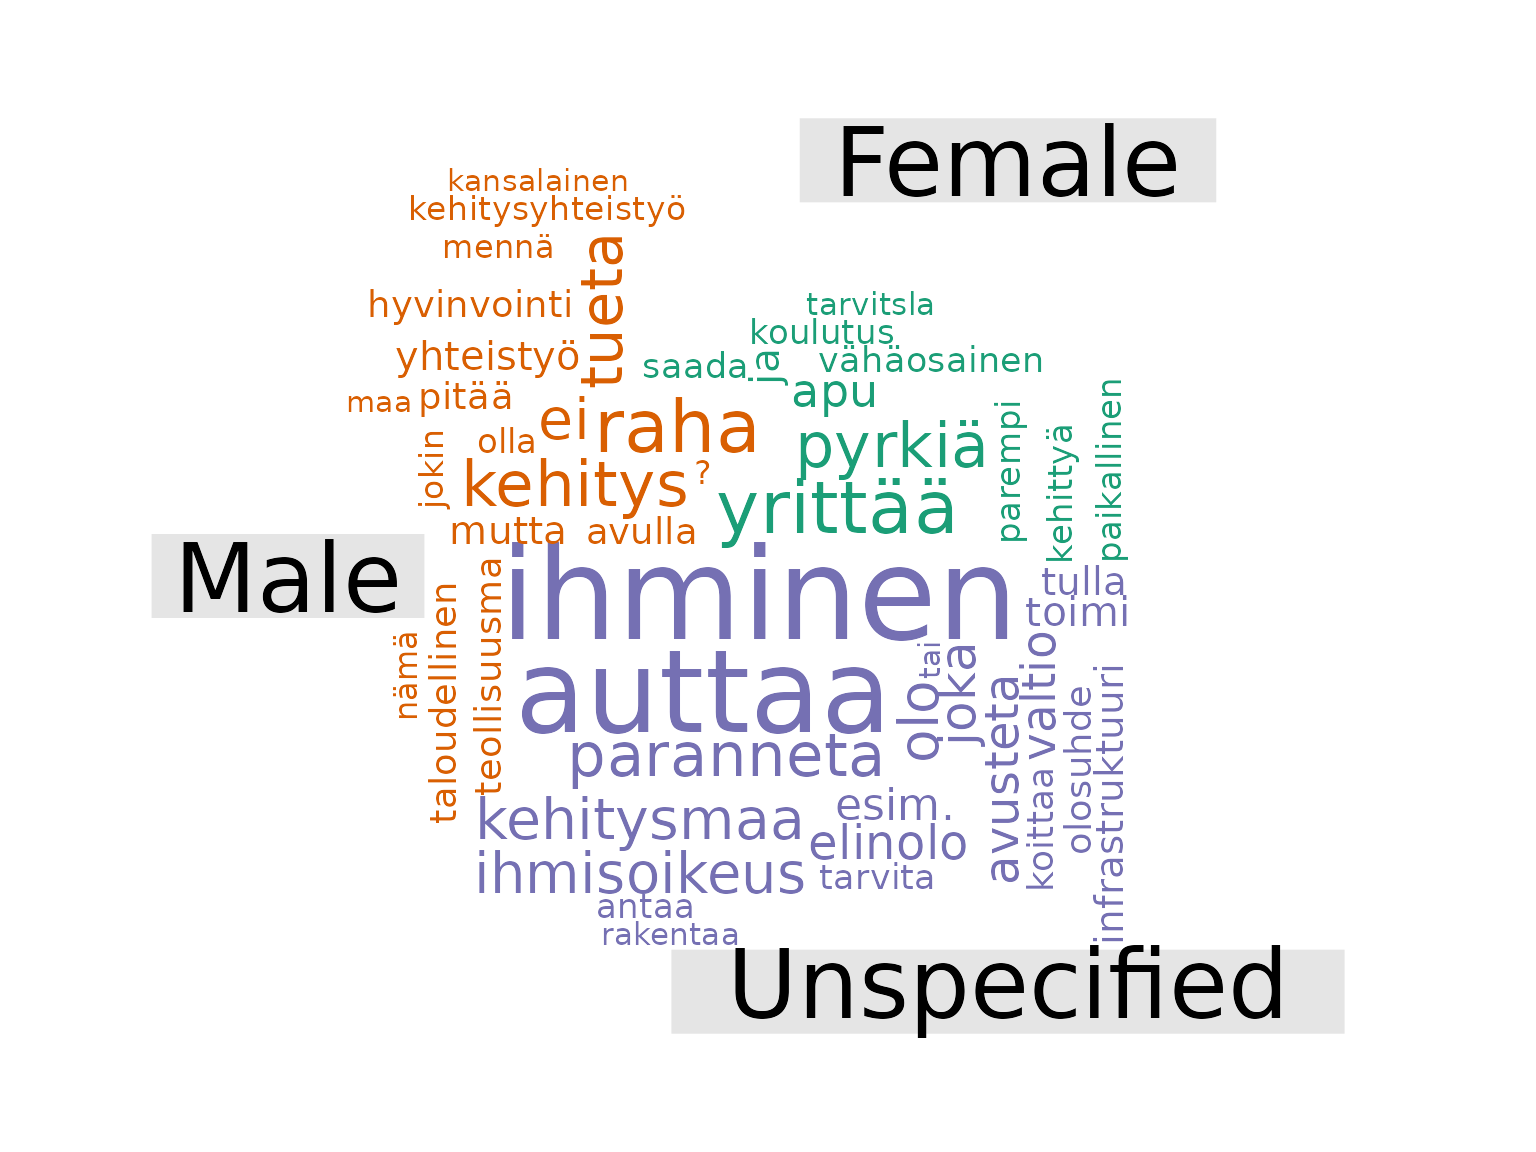 Female
kansalainen
kehitysyhteistyö
mennä
tueta
hyvinvointi
tarvitsla
koulutus
yhteistyö
saada
ja
vähäosainen
maa
pitää
apu
ei
raha
olla
jokin
pyrkiä
parempi
kehittyä
paikallinen
kehitys
?
yrittää
mutta
avulla
Male
ihminen
tulla
toimi
nämä
taloudellinen
teollisuusma
auttaa
olo
tai
joka
avusteta
valtio
koittaa
olosuhde
infrastruktuuri
paranneta
kehitysmaa
esim.
elinolo
ihmisoikeus
tarvita
antaa
rakentaa
Unspecified